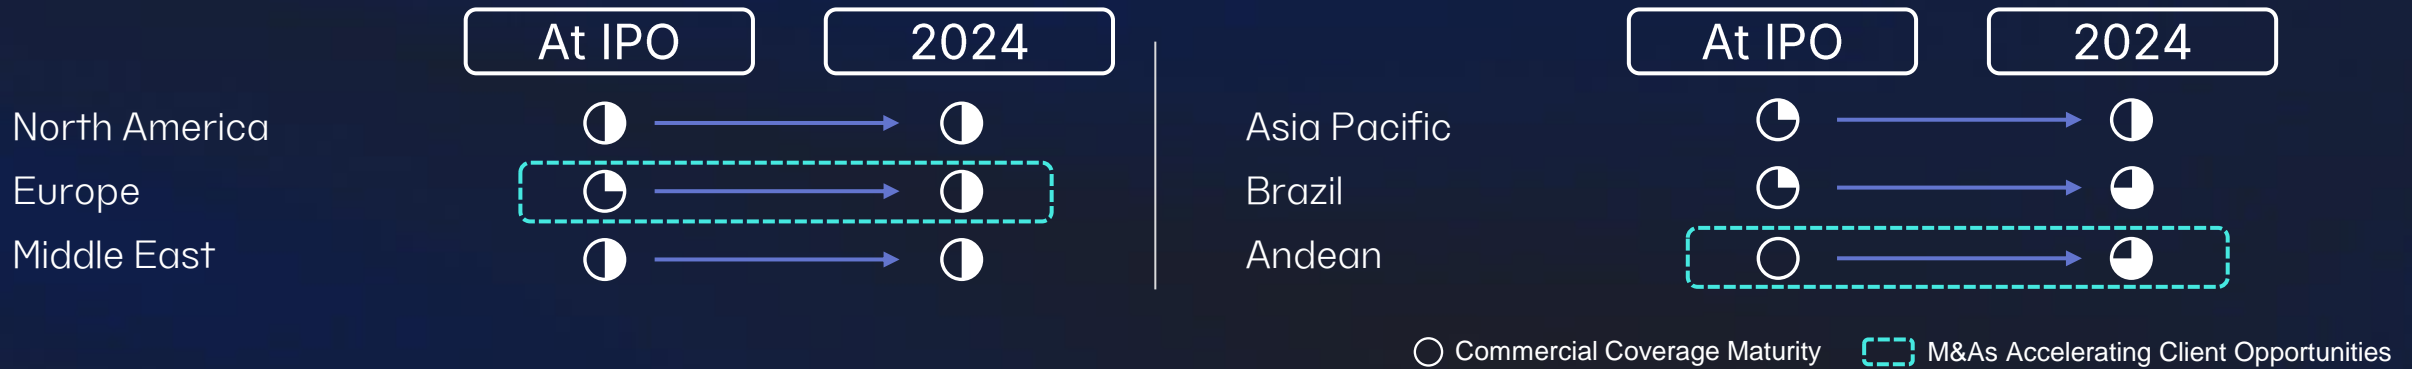 At IPO
2024
North America
Europe
Middle East
At IPO
2024
Asia Pacific
Brazil
Andean
Commercial Coverage Maturity
M&As Accelerating Client Opportunities